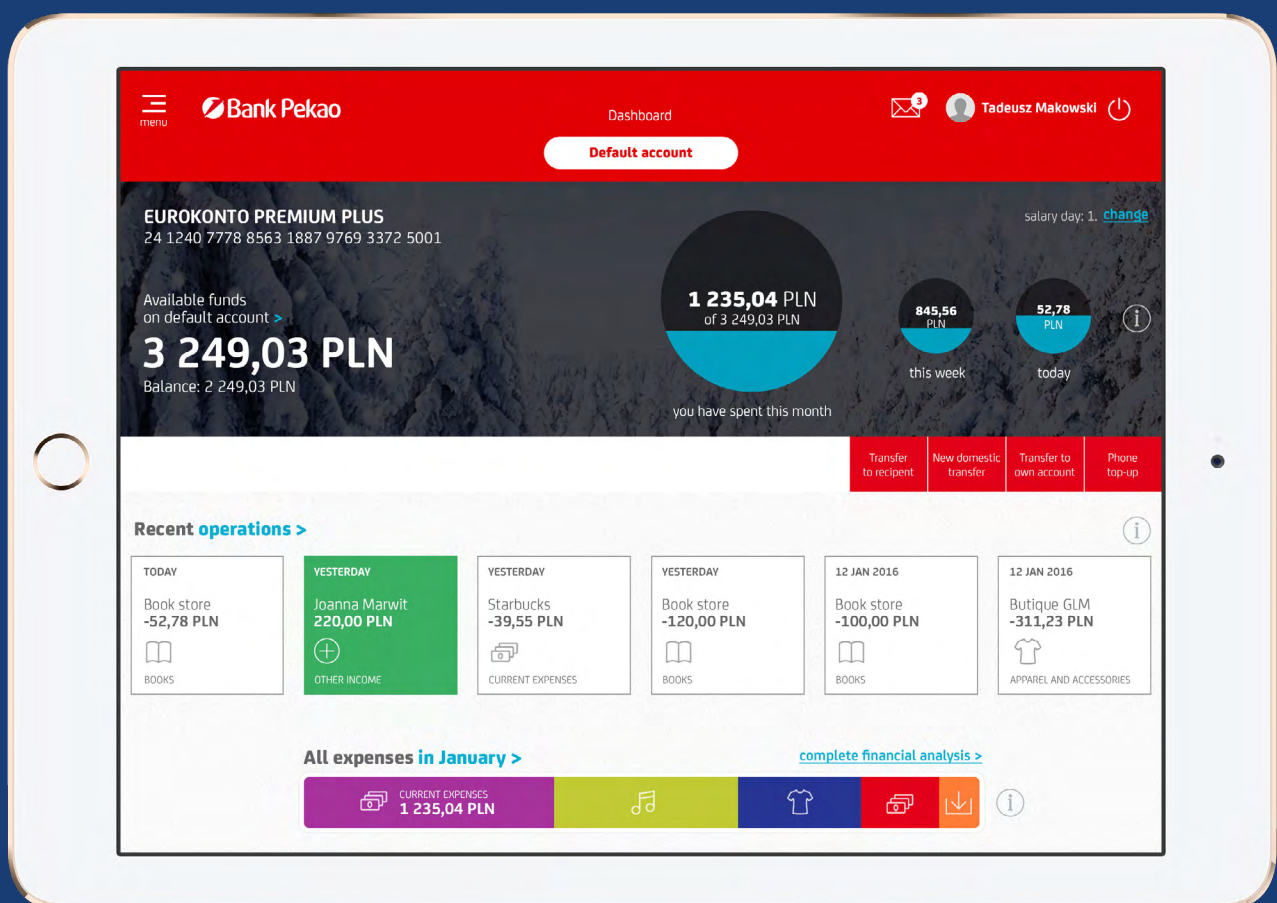 menu
Bank Pekao
Dashboard
3
Tadeusz Makowski
Default account
EUROKONTO PREMIUM PLUS
24 1240 7778 8563 1887 9769 3372 5001
salary day: 1. change
Available funds
on default account >
3 249,03 PLN
Balance: 2 249,03 PLN
1 235,04 PLN
of 3 249,03 PLN
you have spent this month
845,56
PLN
this week
52,78
PLN
today
i
Transfer
to recipent
New domestic
transfer
Transfer to
own account
Phone
top-up
Recent operations >
i
TODAY
Book store
-52,78 PLN
BOOKS
YESTERDAY
Joanna Marwit
220,00 PLN
OTHER INCOME
YESTERDAY
Starbucks
-39,55 PLN
CURRENT EXPENSES
YESTERDAY
Book store
-120,00 PLN
BOOKS
12 JAN 2016
Book store
-100,00 PLN
BOOKS
12 JAN 2016
Butique GLM
-311,23 PLN
APPAREL AND ACCESSORIES
All expenses in January >
complete financial analysis >
CURRENT EXPENSES
1 235,04 PLN
i